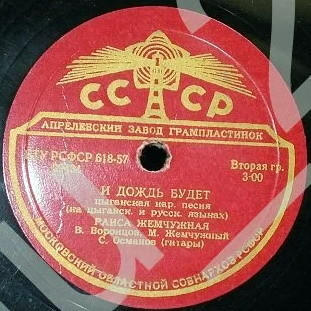 СССР
АПРЕЛЕВСКИЙ ЗАВОД ГРАМПЛАСТИНОК
РСФСР 618-57
Вторая гр.
3-00
И ДОЖДЬ БУДЕТ
цыганская нар. песня
(на цыганск. и русск. языках)
РАИСА ЖЕМЧУЖНАЯ
В. Воронцов, М. Жемчужный
С. Османов (гитары)
МОСКОВСКИЙ ОБЛАСТНОЙ СОВНАРХОЗ РСФСР